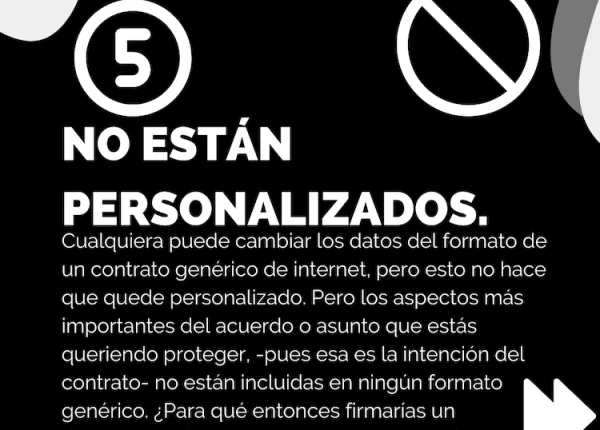 5
NO ESTÁN
PERSONALIZADOS.
Cualquiera puede cambiar los datos del formato de
un contrato genérico de internet, pero esto no hace
que quede personalizado. Pero los aspectos más
importantes del acuerdo o asunto que estás
queriendo proteger, -pues esa es la intención del
contrato- no están incluidas en ningún formato
genérico. ¿Para qué entonces firmarías un